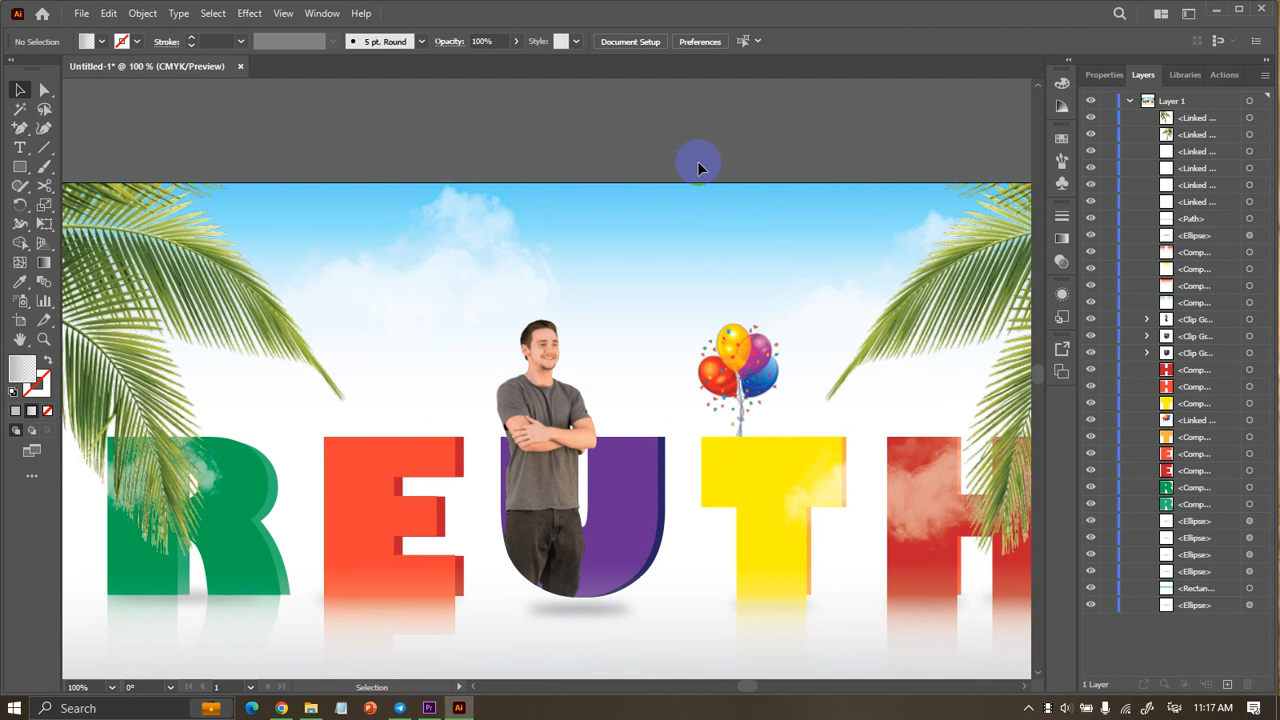 File Edit Object Type Select Effect View Window Help
No Selection Stroke: 5 pt. Round Opacity: 100% Style: Document Setup Preferences
Untitled-1* @ 100 % (CMYK/Preview) ×
Properties Layers Libraries Actions
Layer 1
<Linked ...
<Linked ...
<Linked ...
<Linked ...
<Linked ...
<Linked ...
<Path>
<Ellipse>
<Comp...
<Comp...
<Comp...
<Comp...
<Clip Gr...
<Clip Gr...
<Clip Gr...
<Comp...
<Comp...
<Comp...
<Linked ...
<Comp...
<Comp...
<Comp...
<Comp...
<Comp...
<Ellipse>
<Ellipse>
<Ellipse>
<Ellipse>
<Rectan...
<Ellipse>
REUTH
100% 0° 1 Selection
1 Layer
Search
Ai
11:17 AM